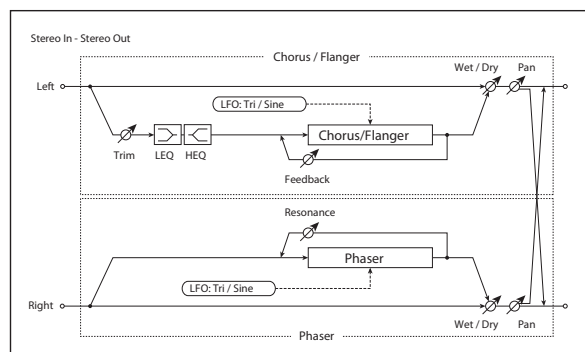 Stereo In - Stereo Out
Chorus / Flanger
Wet / Dry
Pan
Left
LFO: Tri / Sine
Chorus/Flanger
Trim
LEQ
HEQ
Feedback
Resonance
Phaser
LFO: Tri / Sine
Right
Wet / Dry
Pan
Phaser